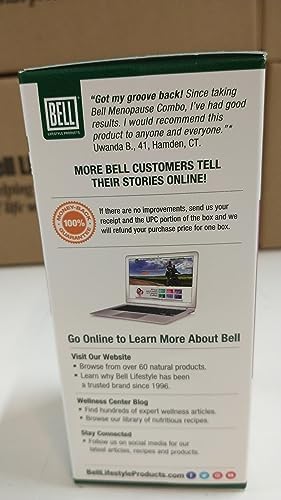 "Got my groove back! Since taking
BELL
Bell Menopause Combo, I've had good
LIFESTYLE PRODUCTS
results. I would recommend this
product to anyone and everyone."*
Uwanda B., 41, Hamden, CT.
MORE BELL CUSTOMERS TELL
THEIR STORIES ONLINE!
MONEY-BACK
100%
GUARANTEE
If there are no improvements, send us your
receipt and the UPC portion of the box and we
will refund your purchase price for one box.
Go Online to Learn More About Bell
Visit Our Website
• Browse from over 60 natural products.
• Learn why Bell Lifestyle has been
a trusted brand since 1996.
Wellness Center Blog
• Find hundreds of expert wellness articles.
• Browse our library of nutritious recipes.
Stay Connected
• Follow us on social media for our
latest articles, recipes and products.
BellLifestyleProducts.com